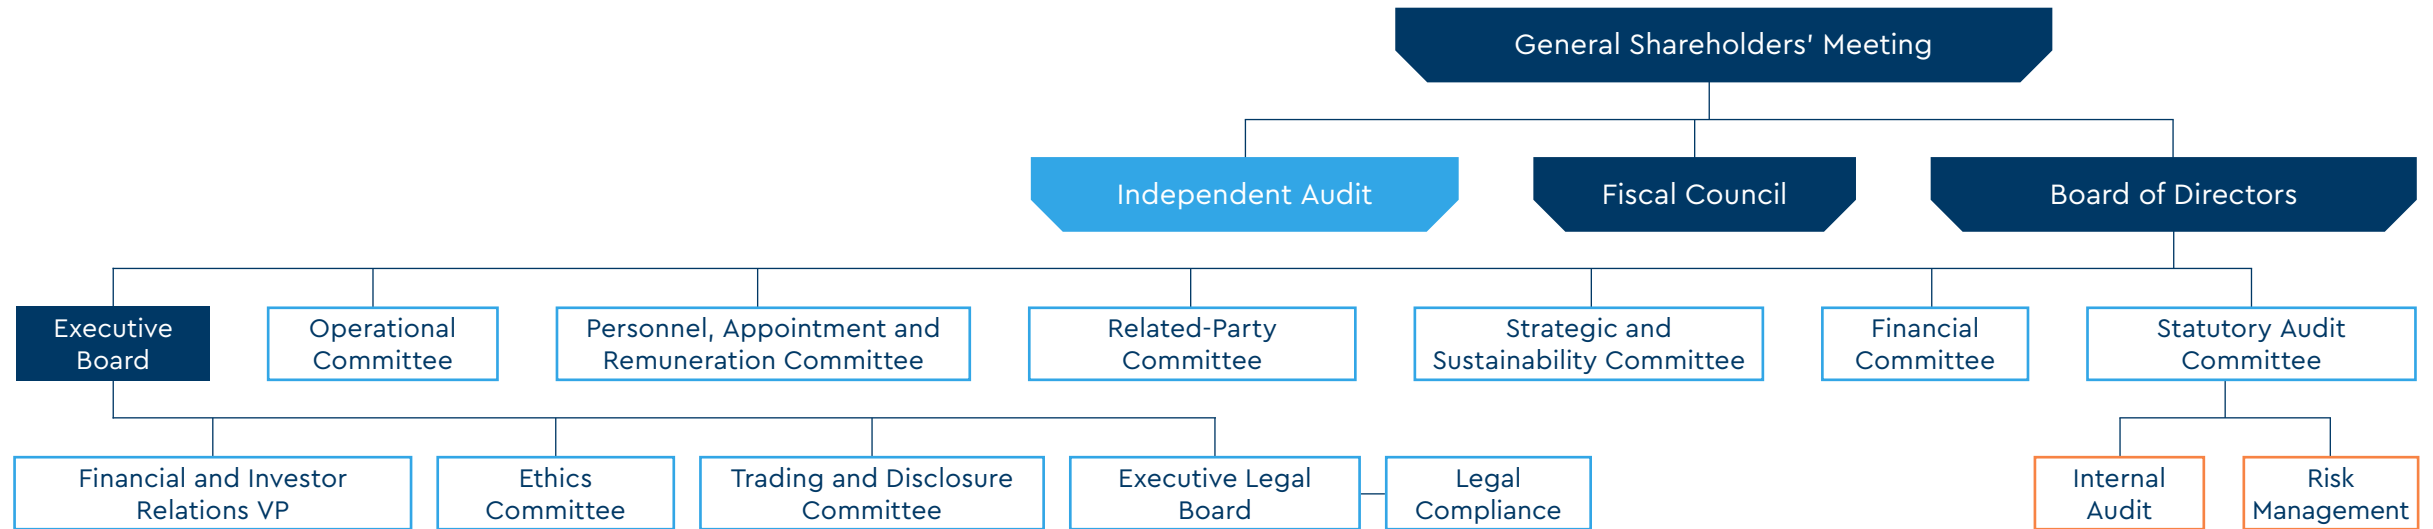 General Shareholders' Meeting
Independent Audit
Fiscal Council
Board of Directors
Executive
Board
Operational
Committee
Personnel, Appointment and
Remuneration Committee
Related-Party
Committee
Strategic and
Sustainability Committee
Financial
Committee
Statutory Audit
Committee
Financial and Investor
Relations VP
Ethics
Committee
Trading and Disclosure
Committee
Executive Legal
Board
Legal
Compliance
Internal
Audit
Risk
Management